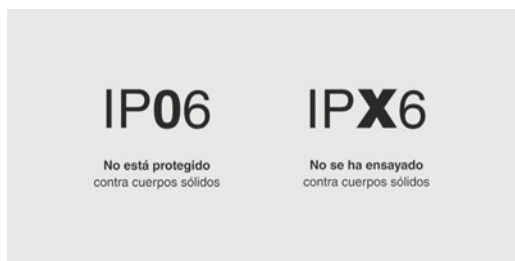 IP06
No está protegido
contra cuerpos sólidos
IPX6
No se ha ensayado
contra cuerpos sólidos